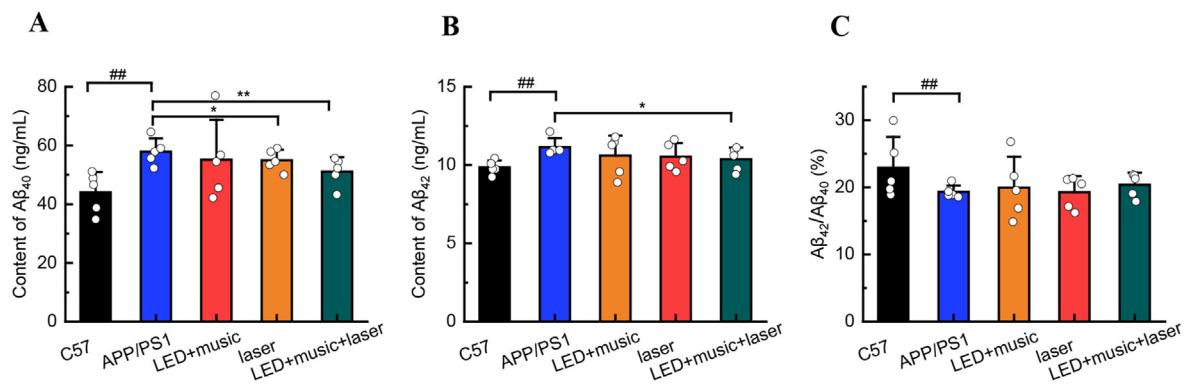 A
Content of Aβ40 (ng/mL)
80
60
40
20
0
##
**
*
C57
APP/PS1
LED+music
laser
LED+music+laser
B
Content of Aβ42 (ng/mL)
15
10
5
0
##
*
C57
APP/PS1
LED+music
laser
LED+music+laser
C
Aβ42/Aβ40 (%)
30
20
10
0
##
C57
APP/PS1
LED+music
laser
LED+music+laser